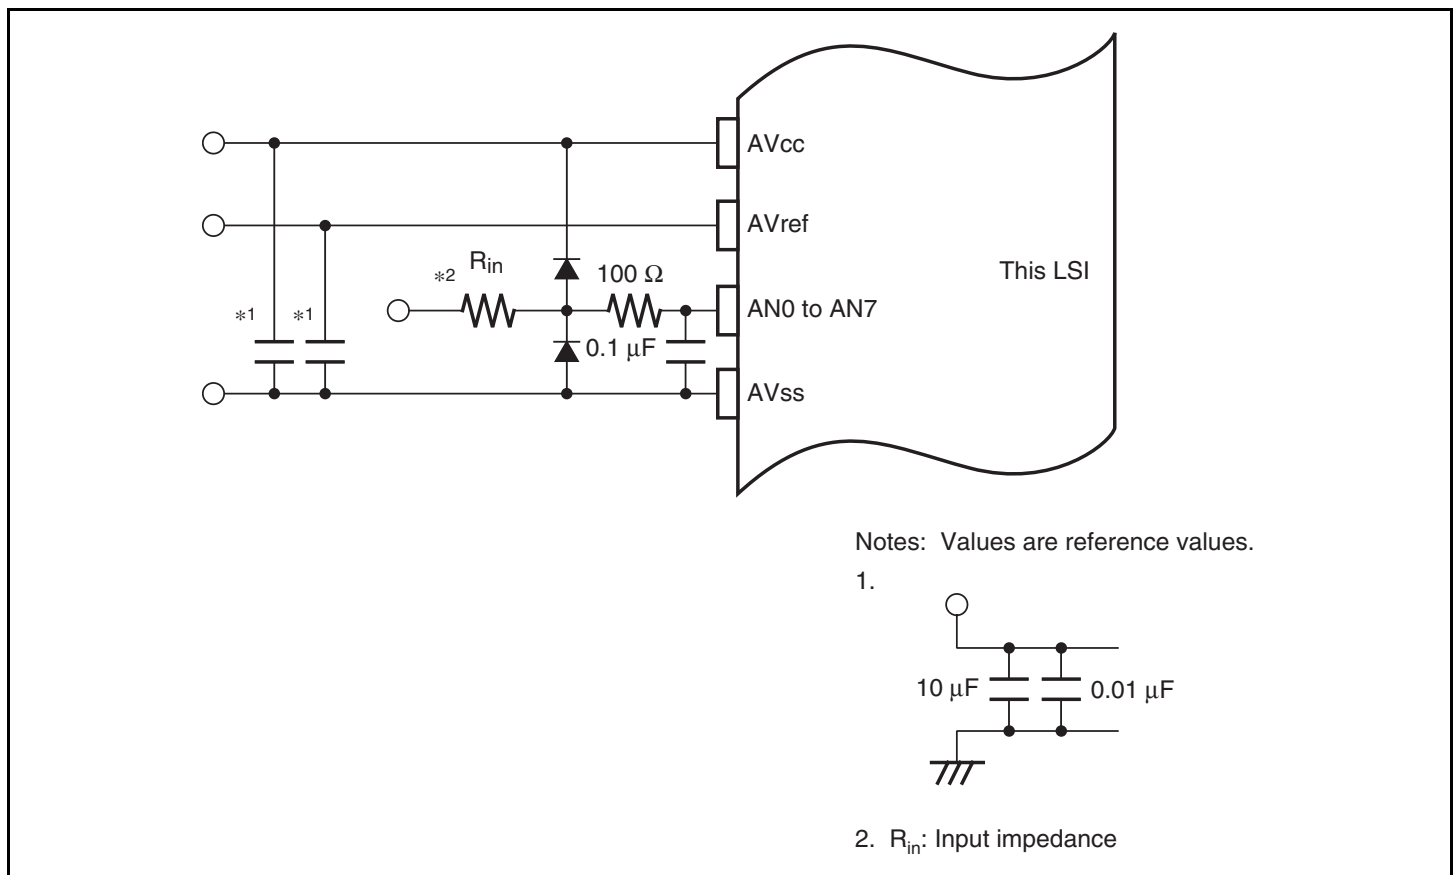 AVcc
AVref
*2 Rin 100 Ω
AN0 to AN7
This LSI
*1 *1
0.1 μF
AVss
Notes: Values are reference values.
1.
10 μF 0.01 μF
2. Rin: Input impedance